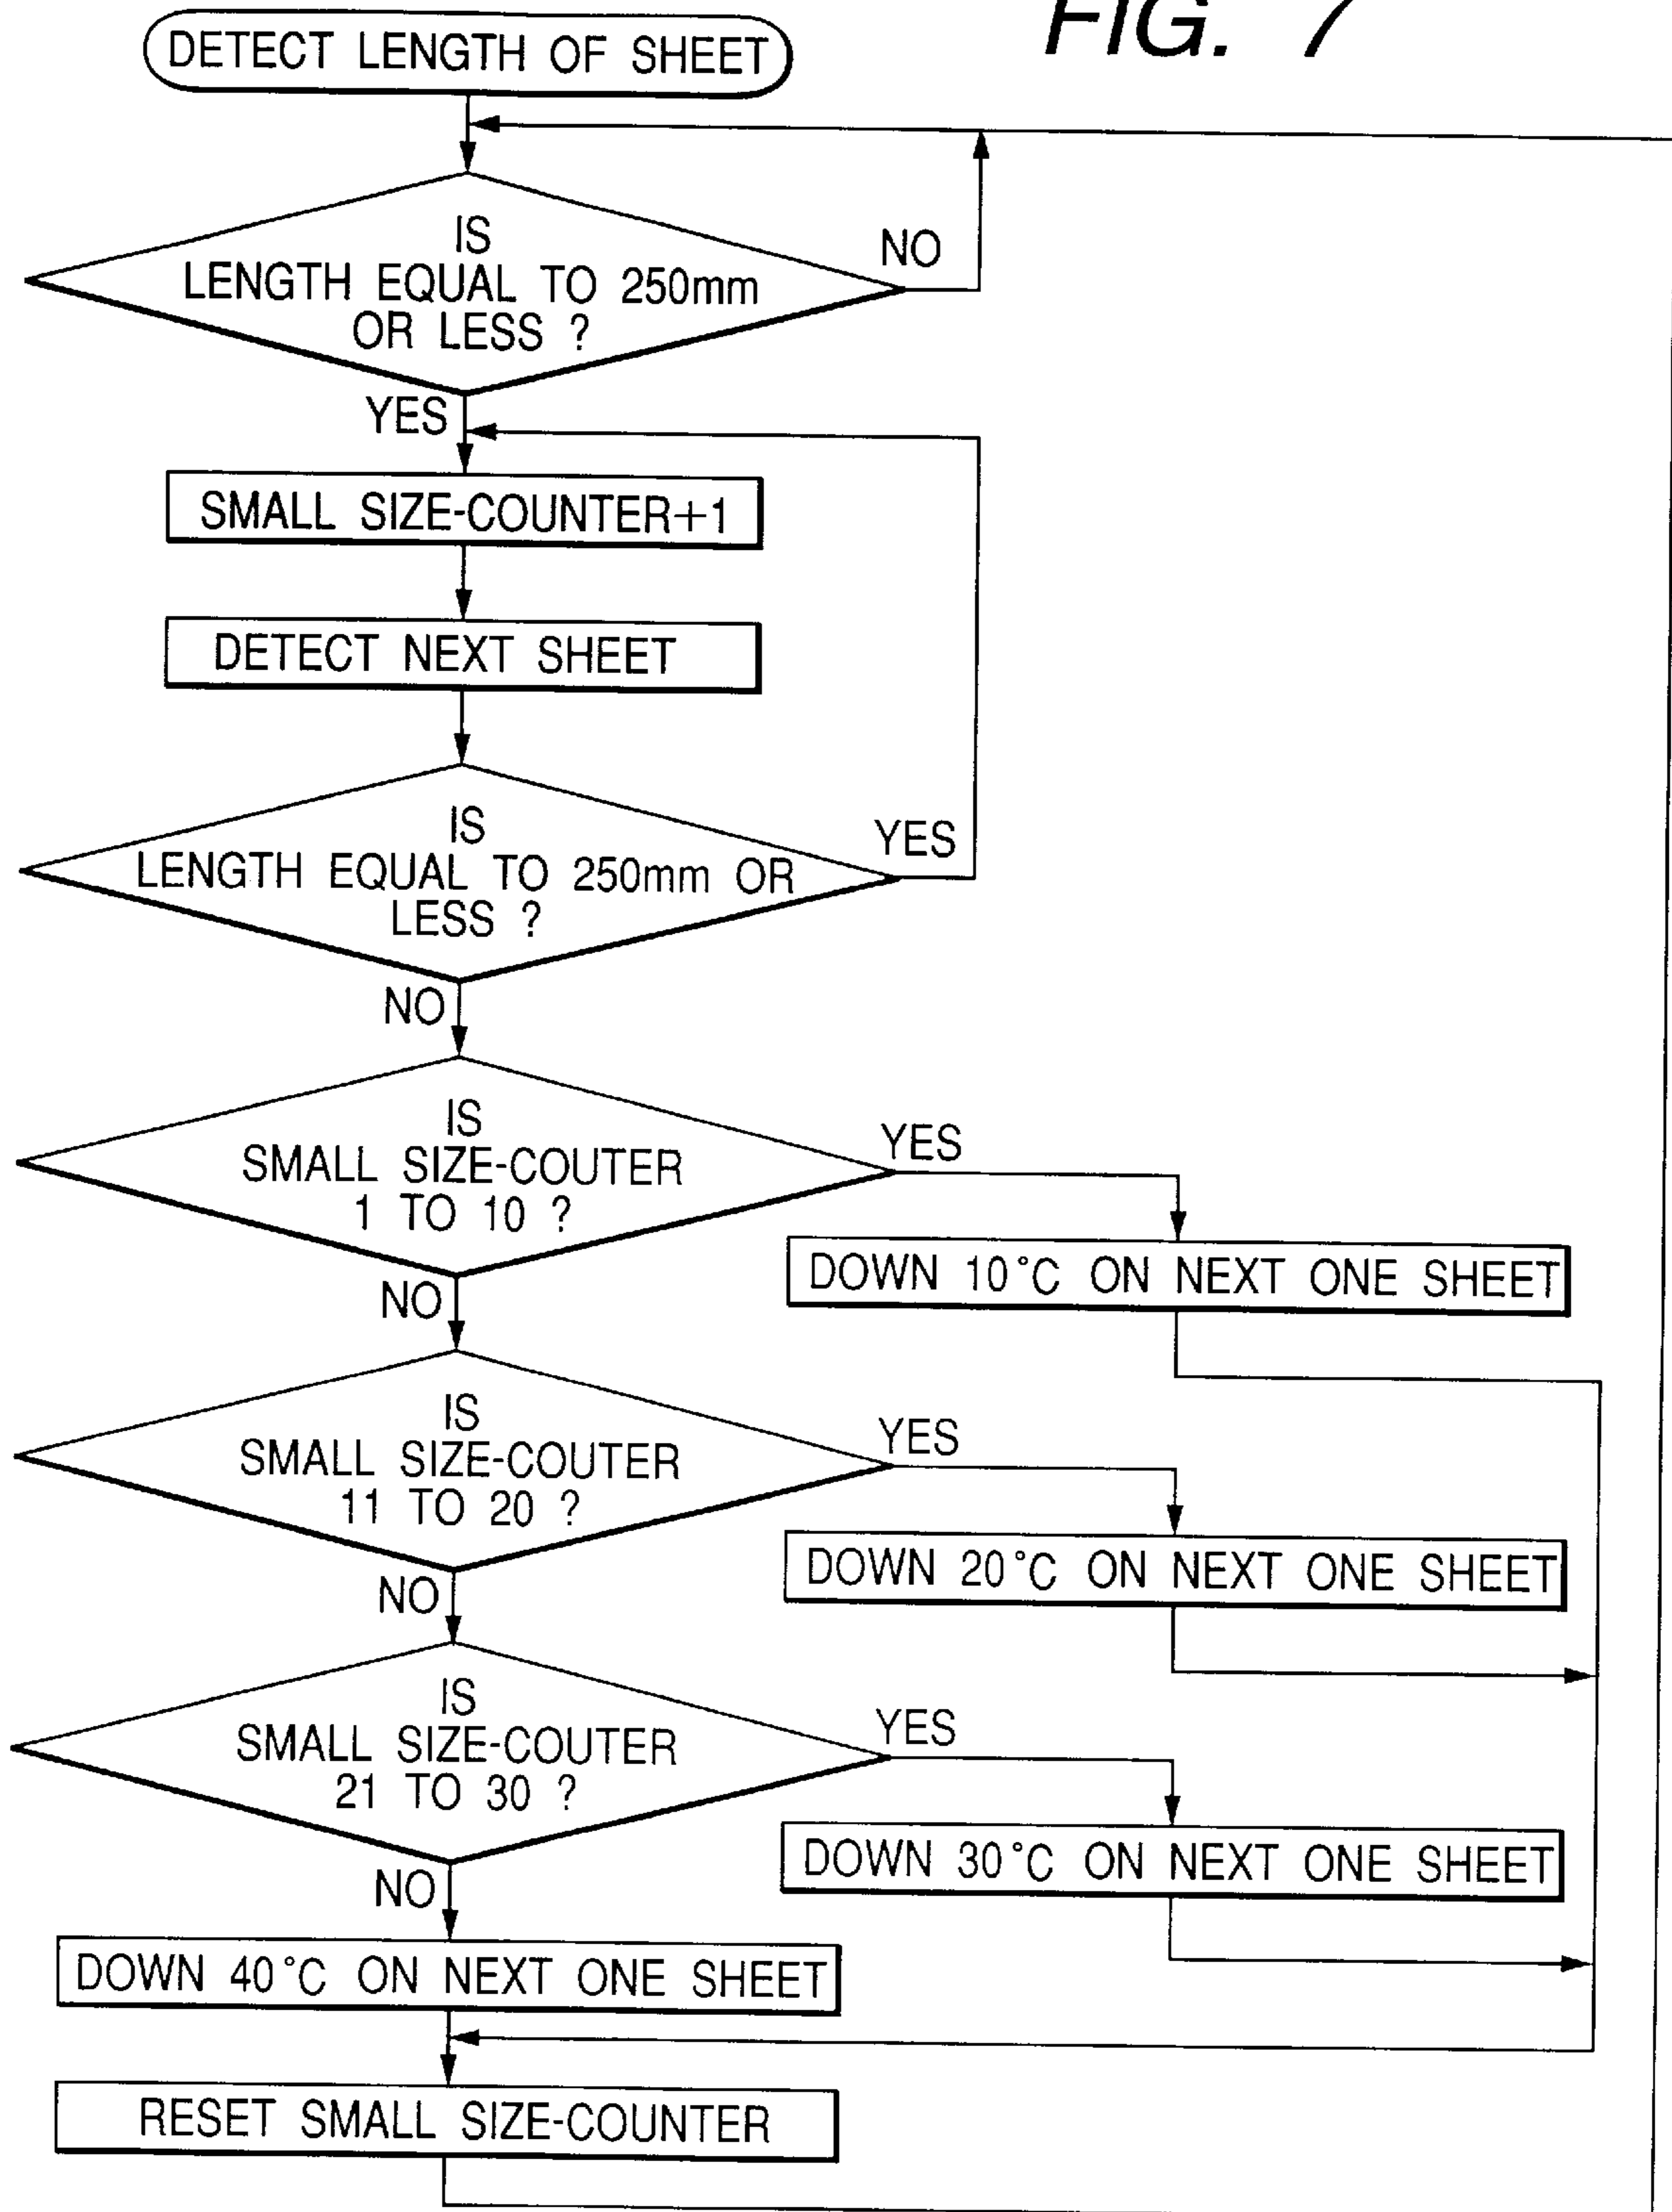 FIG. 7
DETECT LENGTH OF SHEET
IS
LENGTH EQUAL TO 250mm
OR LESS ?
NO
YES
SMALL SIZE-COUNTER+1
DETECT NEXT SHEET
IS
LENGTH EQUAL TO 250mm OR
LESS ?
YES
NO
IS
SMALL SIZE-COUTER
1 TO 10 ?
YES
DOWN 10°C ON NEXT ONE SHEET
NO
IS
SMALL SIZE-COUTER
11 TO 20 ?
YES
DOWN 20°C ON NEXT ONE SHEET
NO
IS
SMALL SIZE-COUTER
21 TO 30 ?
YES
DOWN 30°C ON NEXT ONE SHEET
NO
DOWN 40°C ON NEXT ONE SHEET
RESET SMALL SIZE-COUNTER